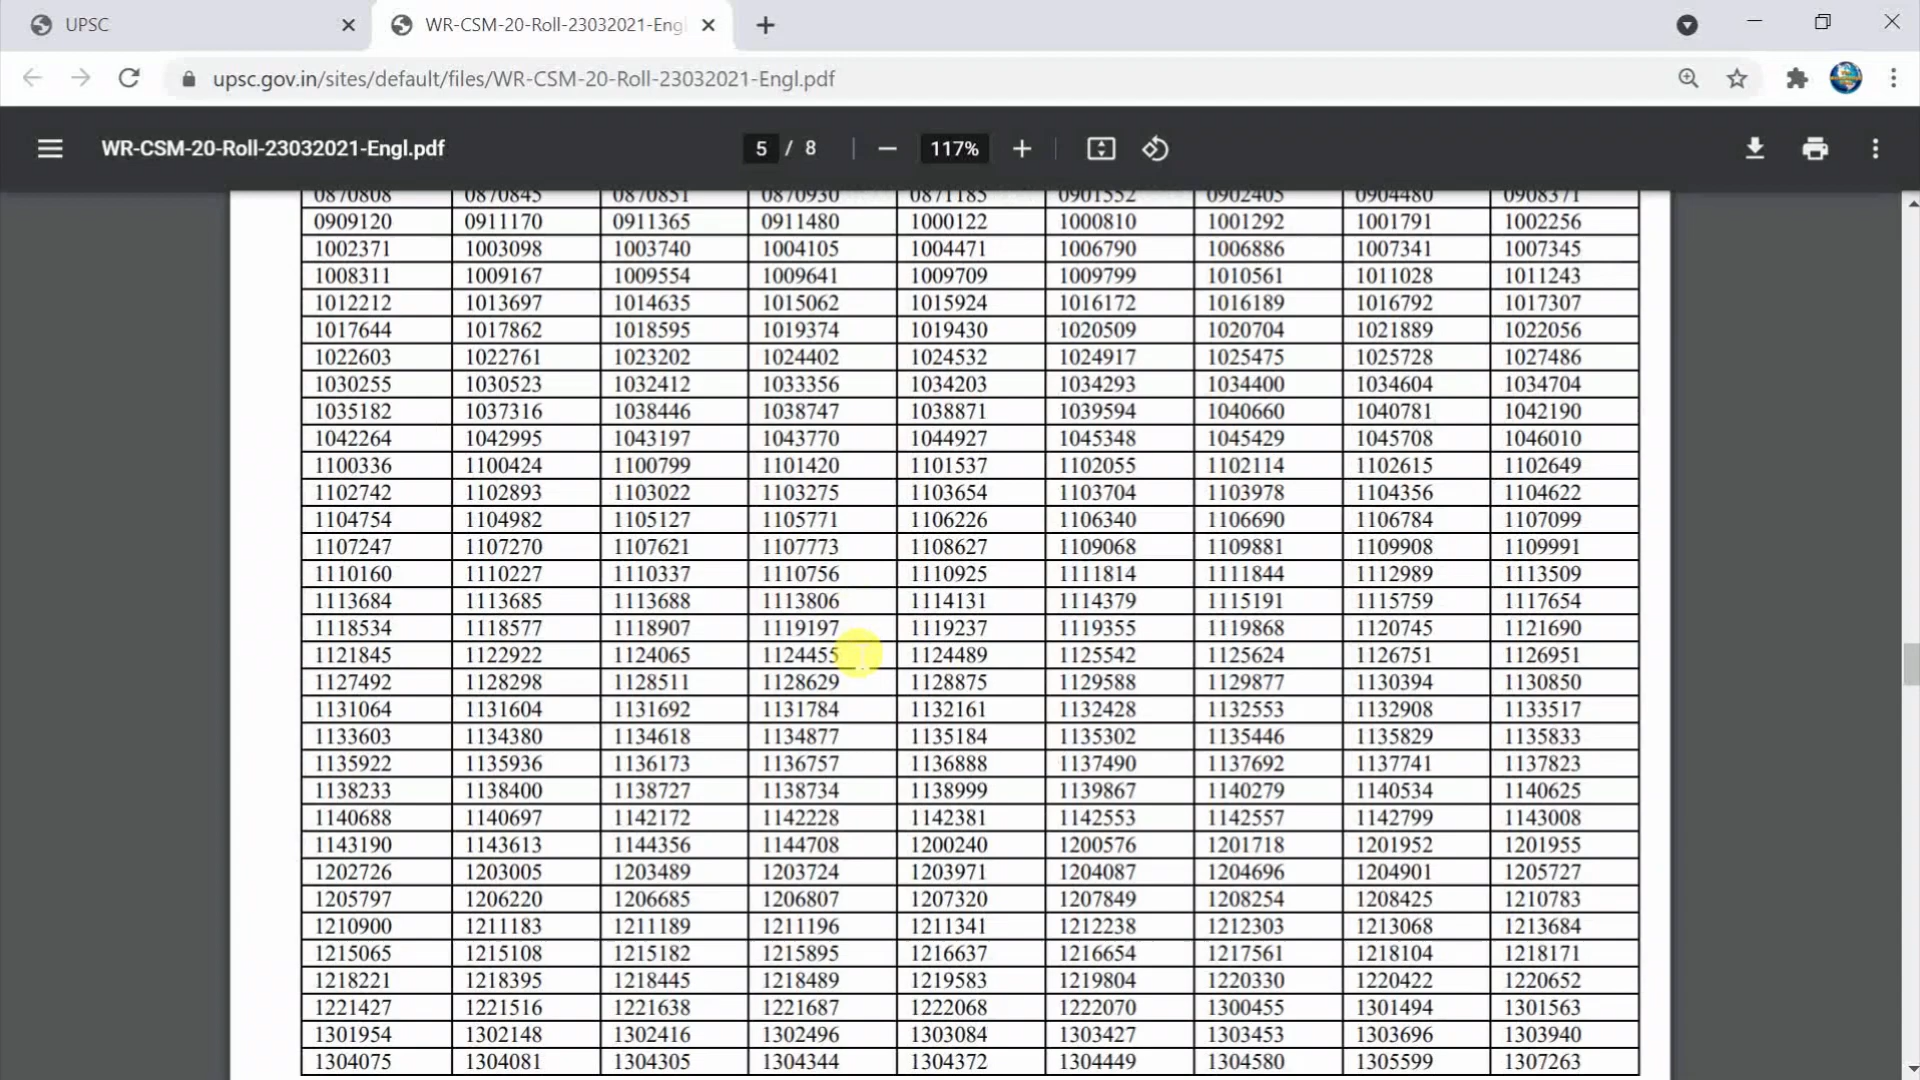 UPSC
WR-CSM-20-Roll-23032021-Engl
upsc.gov.in/sites/default/files/WR-CSM-20-Roll-23032021-Engl.pdf
WR-CSM-20-Roll-23032021-Engl.pdf 5 / 8 117%
0870808 0870845 0870851 0870930 0871185 0901552 0902405 0904480 0908371
0909120 0911170 0911365 0911480 1000122 1000810 1001292 1001791 1002256
1002371 1003098 1003740 1004105 1004471 1006790 1006886 1007341 1007345
1008311 1009167 1009554 1009641 1009709 1009799 1010561 1011028 1011243
1012212 1013697 1014635 1015062 1015924 1016172 1016189 1016792 1017307
1017644 1017862 1018595 1019374 1019430 1020509 1020704 1021889 1022056
1022603 1022761 1023202 1024402 1024532 1024917 1025475 1025728 1027486
1030255 1030523 1032412 1033356 1034203 1034293 1034400 1034604 1034704
1035182 1037316 1038446 1038747 1038871 1039594 1040660 1040781 1042190
1042264 1042995 1043197 1043770 1044927 1045348 1045429 1045708 1046010
1100336 1100424 1100799 1101420 1101537 1102055 1102114 1102615 1102649
1102742 1102893 1103022 1103275 1103654 1103704 1103978 1104356 1104622
1104754 1104982 1105127 1105771 1106226 1106340 1106690 1106784 1107099
1107247 1107270 1107621 1107773 1108627 1109068 1109881 1109908 1109991
1110160 1110227 1110337 1110756 1110925 1111814 1111844 1112989 1113509
1113684 1113685 1113688 1113806 1114131 1114379 1115191 1115759 1117654
1118534 1118577 1118907 1119197 1119237 1119355 1119868 1120745 1121690
1121845 1122922 1124065 1124455 1124489 1125542 1125624 1126751 1126951
1127492 1128298 1128511 1128629 1128875 1129588 1129877 1130394 1130850
1131064 1131604 1131692 1131784 1132161 1132428 1132553 1132908 1133517
1133603 1134380 1134618 1134877 1135184 1135302 1135446 1135829 1135833
1135922 1135936 1136173 1136757 1136888 1137490 1137692 1137741 1137823
1138233 1138400 1138727 1138734 1138999 1139867 1140279 1140534 1140625
1140688 1140697 1142172 1142228 1142381 1142553 1142557 1142799 1143008
1143190 1143613 1144356 1144708 1200240 1200576 1201718 1201952 1201955
1202726 1203005 1203489 1203724 1203971 1204087 1204696 1204901 1205727
1205797 1206220 1206685 1206807 1207320 1207849 1208254 1208425 1210783
1210900 1211183 1211189 1211196 1211341 1212238 1212303 1213068 1213684
1215065 1215108 1215182 1215895 1216637 1216654 1217561 1218104 1218171
1218221 1218395 1218445 1218489 1219583 1219804 1220330 1220422 1220652
1221427 1221516 1221638 1221687 1222068 1222070 1300455 1301494 1301563
1301954 1302148 1302416 1302496 1303084 1303427 1303453 1303696 1303940
1304075 1304081 1304305 1304344 1304372 1304449 1304580 1305599 1307263